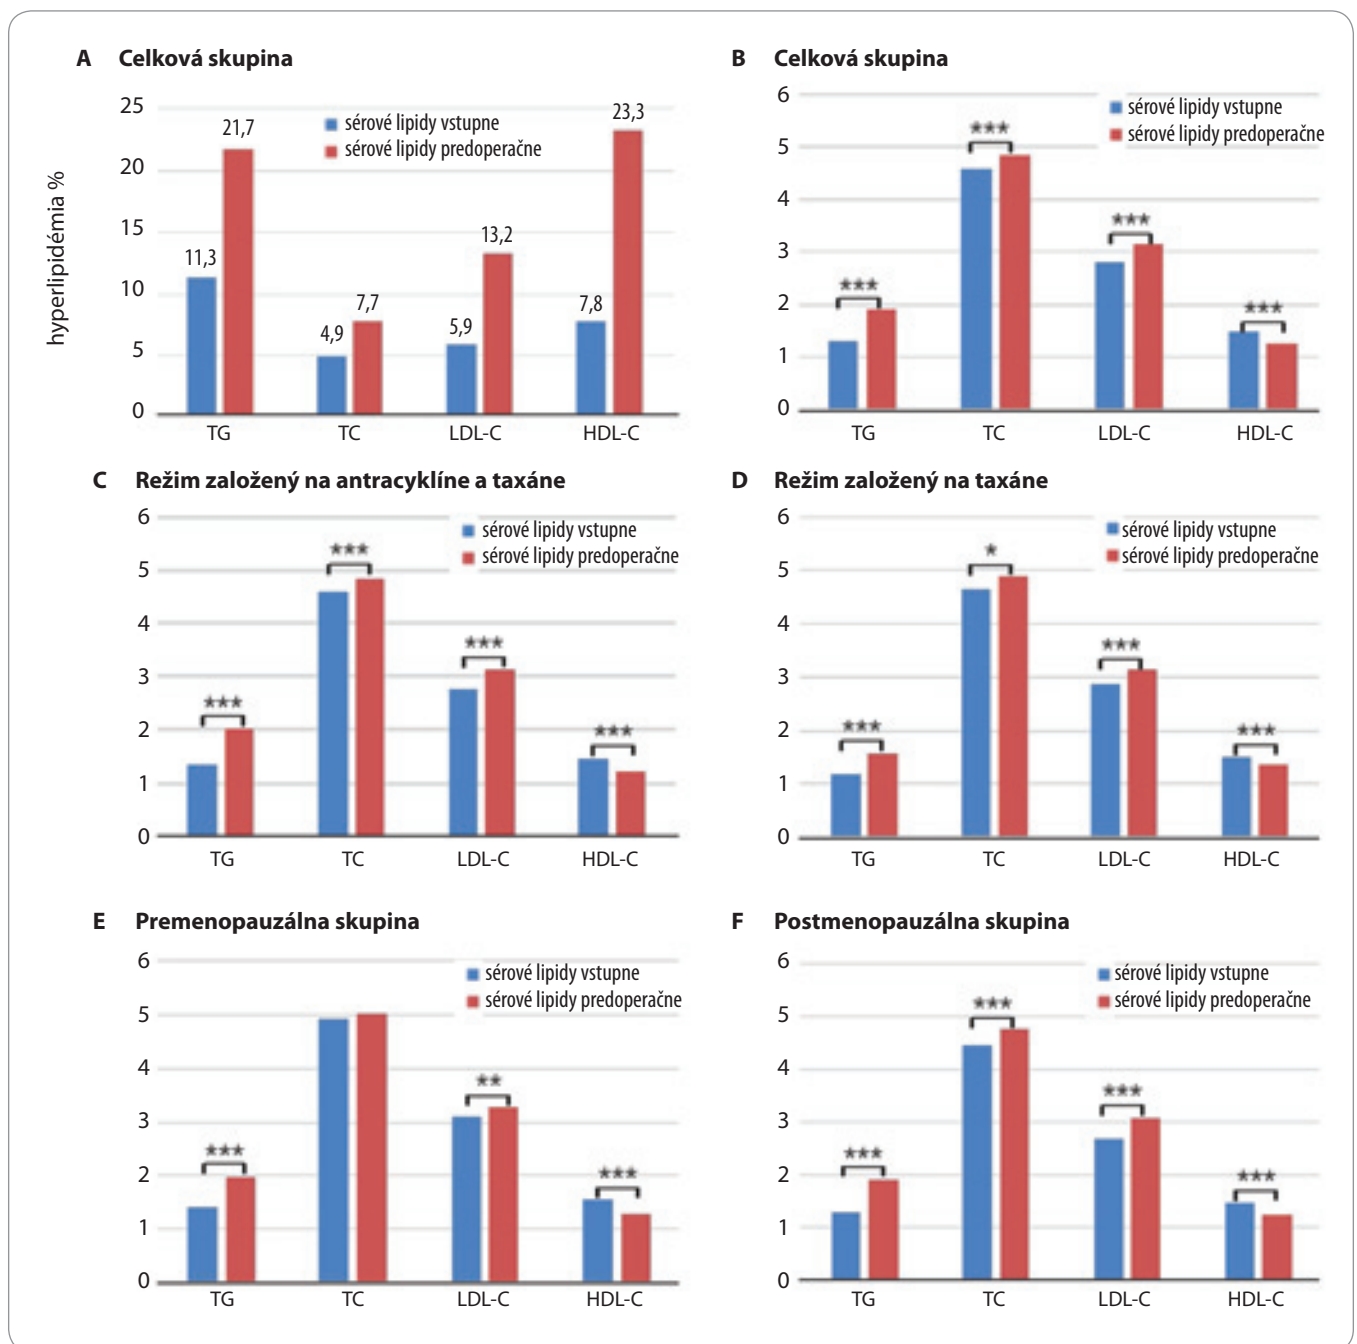 A Celková skupina
hyperlipidémia %
25
20
15
10
5
0
sérové lipidy vstupne
sérové lipidy predoperačne
11,3
21,7
4,9
7,7
5,9
13,2
7,8
23,3
TG TC LDL-C HDL-C
B Celková skupina
6
5
4
3
2
1
0
sérové lipidy vstupne
sérové lipidy predoperačne
***
***
***
***
TG TC LDL-C HDL-C
C Režim založený na antracyklíne a taxáne
6
5
4
3
2
1
0
sérové lipidy vstupne
sérové lipidy predoperačne
***
***
***
***
TG TC LDL-C HDL-C
D Režim založený na taxáne
6
5
4
3
2
1
0
sérové lipidy vstupne
sérové lipidy predoperačne
***
*
***
***
TG TC LDL-C HDL-C
E Premenopauzálna skupina
6
5
4
3
2
1
0
sérové lipidy vstupne
sérové lipidy predoperačne
***
**
***
TG TC LDL-C HDL-C
F Postmenopauzálna skupina
6
5
4
3
2
1
0
sérové lipidy vstupne
sérové lipidy predoperačne
***
***
***
***
TG TC LDL-C HDL-C